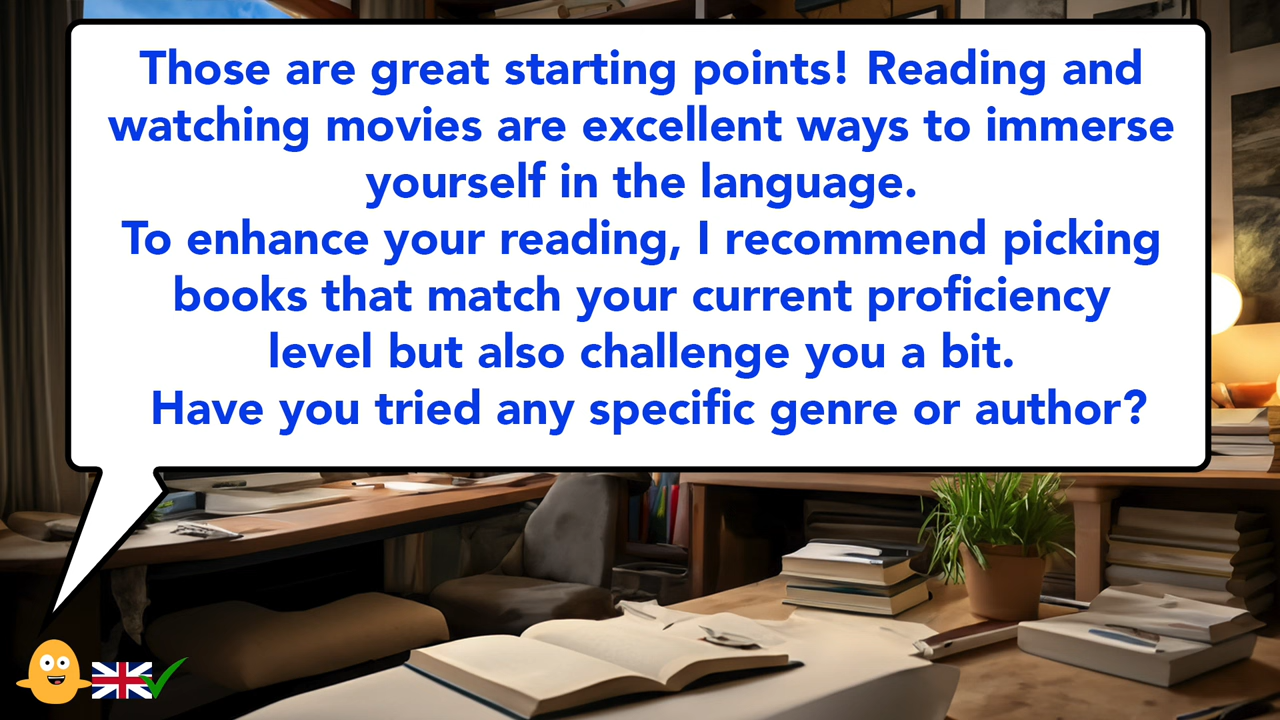 Those are great starting points! Reading and
watching movies are excellent ways to immerse
yourself in the language.
To enhance your reading, I recommend picking
books that match your current proficiency
level but also challenge you a bit.
Have you tried any specific genre or author?